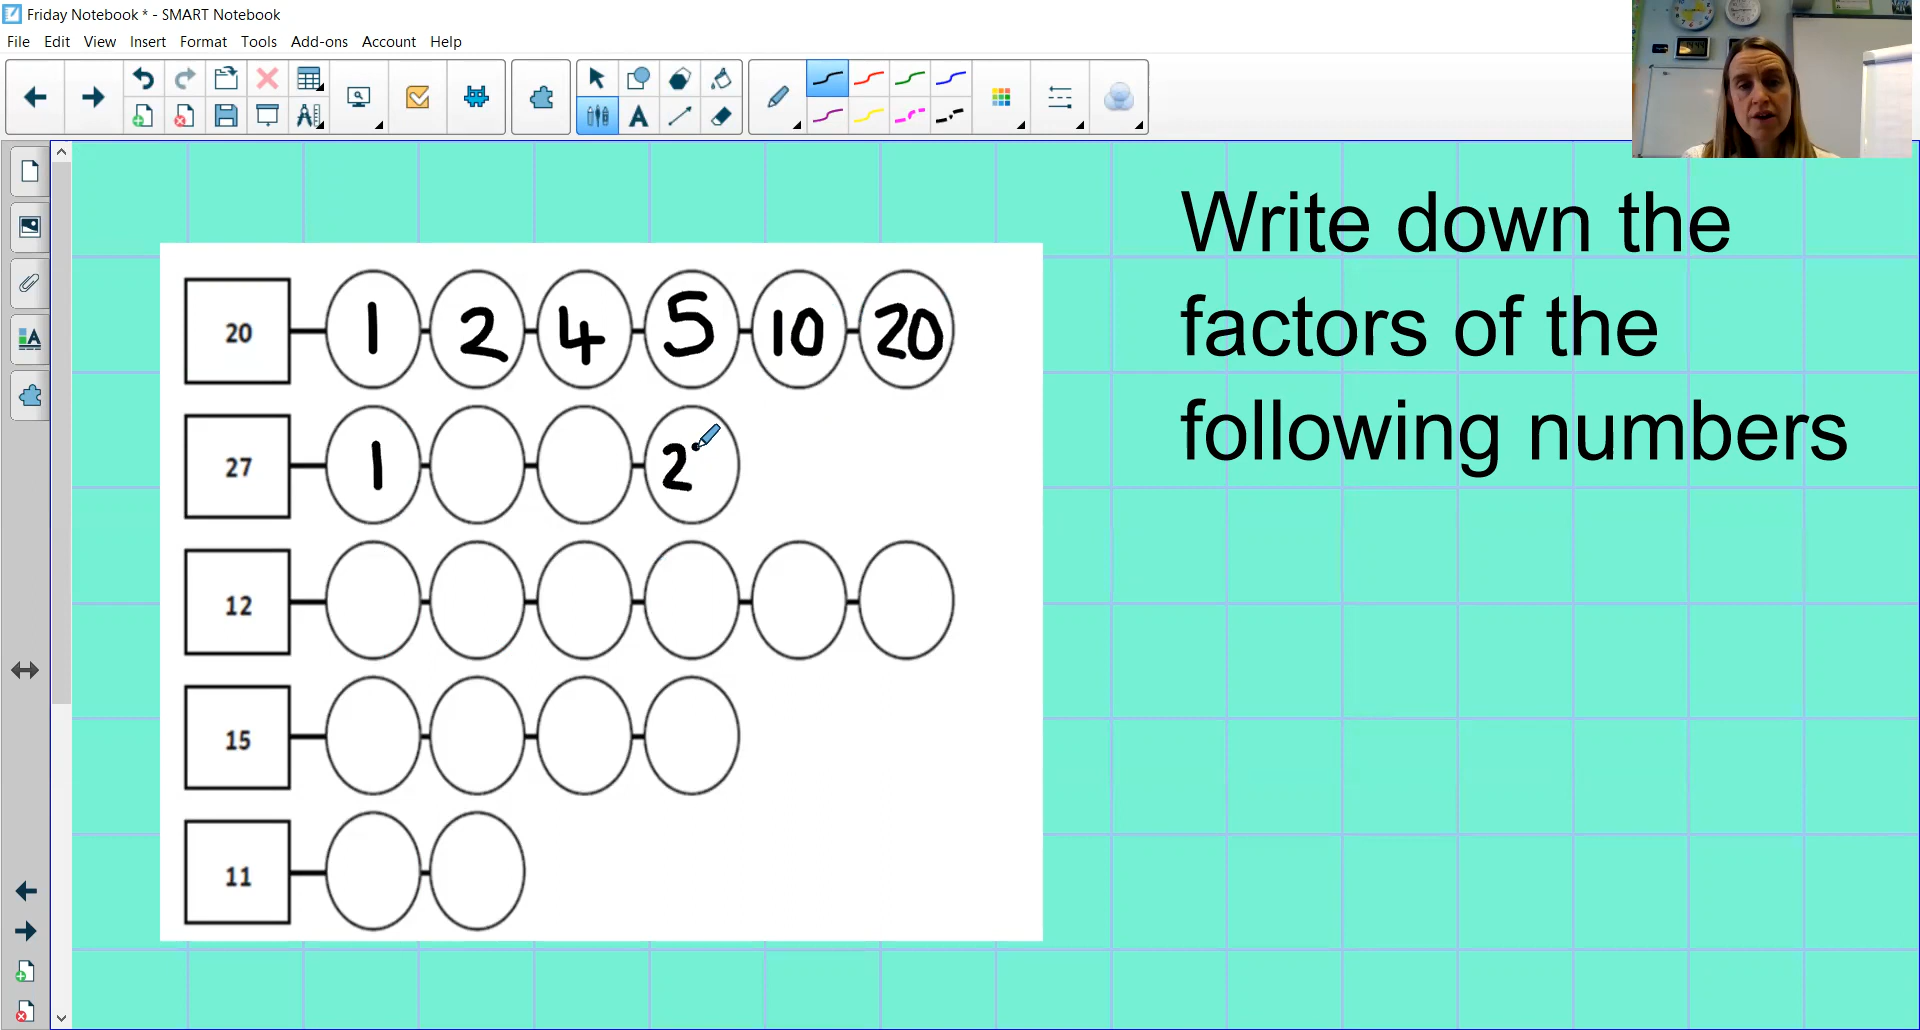 Friday Notebook * - SMART Notebook
File Edit View Insert Format Tools Add-ons Account Help
Write down the
factors of the
following numbers
20 1 2 4 5 10 20
27 1 2
12
15
11